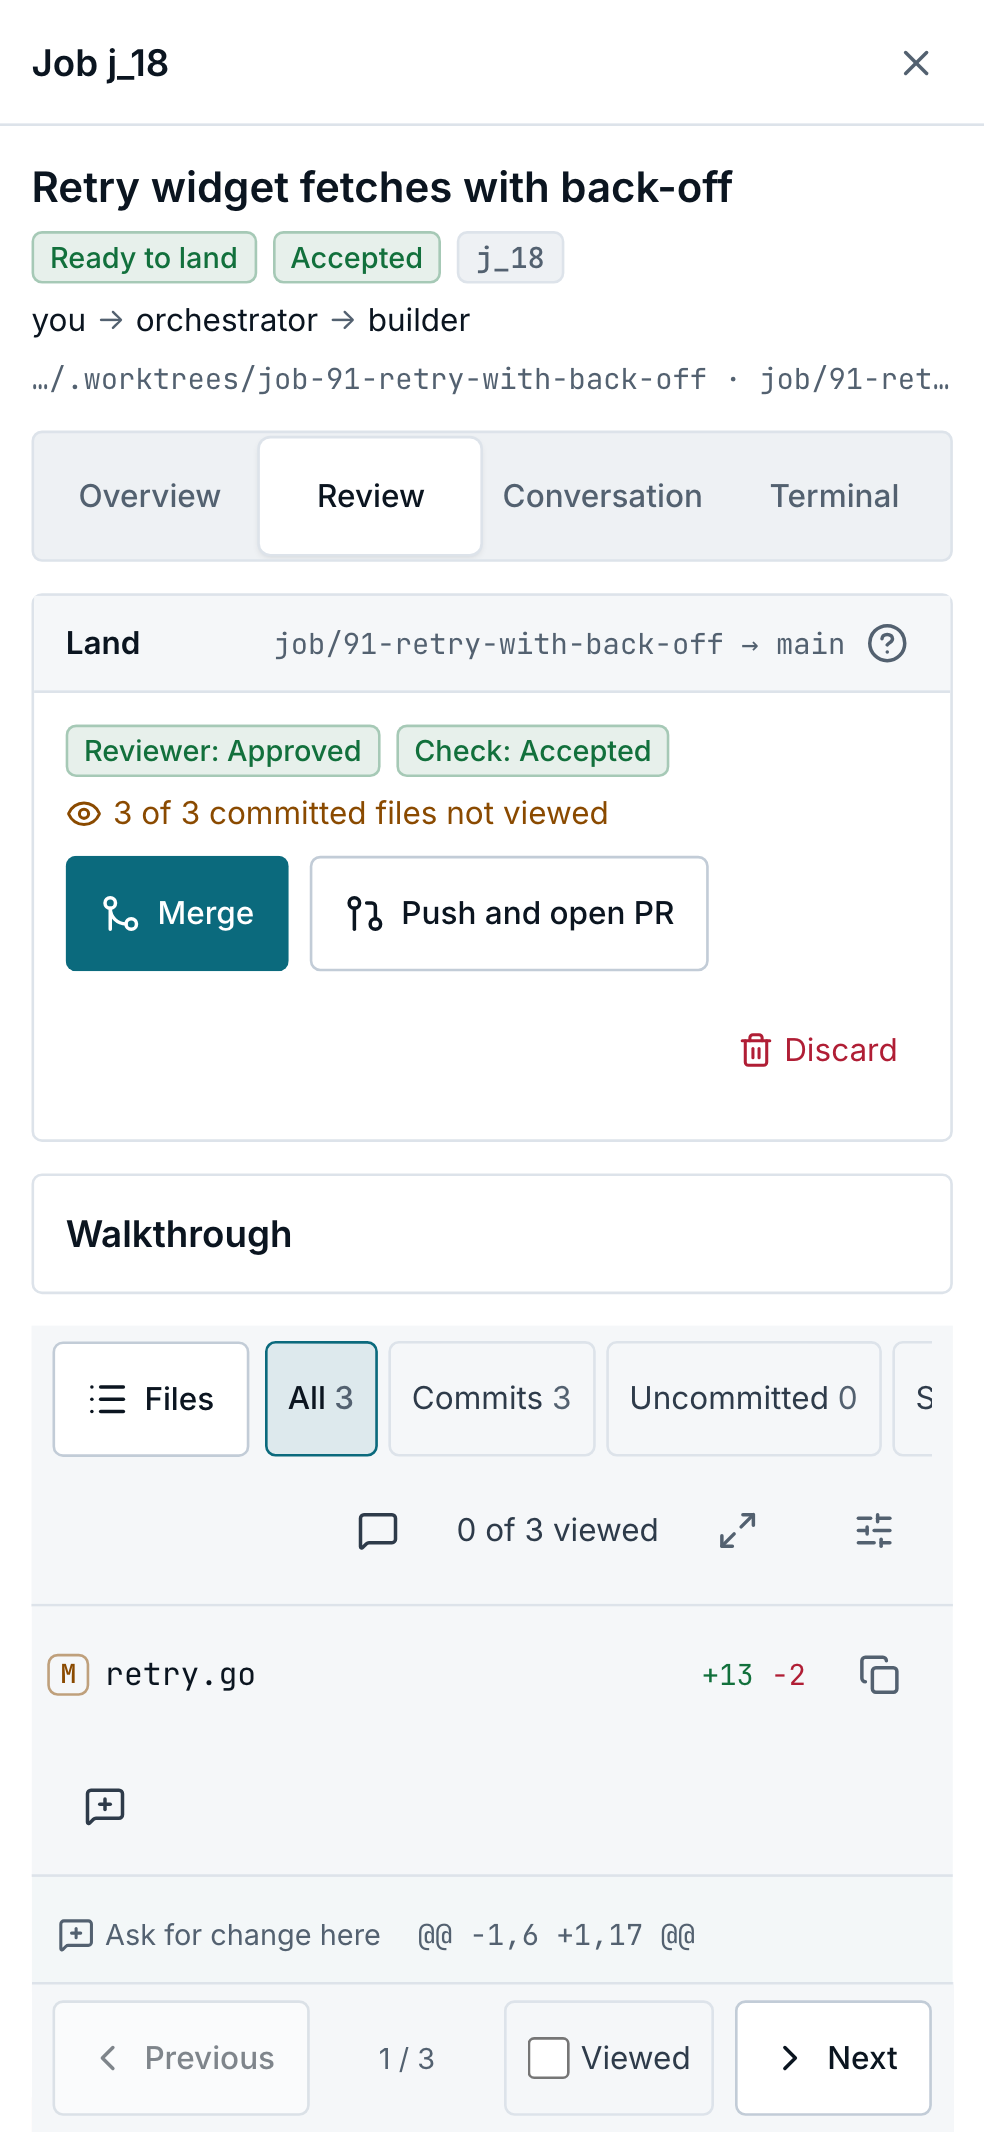 Job j_18
Retry widget fetches with back-off
Ready to land Accepted j_18
you → orchestrator → builder
…/.worktrees/job-91-retry-with-back-off · job/91-ret…
Overview Review Conversation Terminal
Land job/91-retry-with-back-off → main
Reviewer: Approved Check: Accepted
3 of 3 committed files not viewed
Merge Push and open PR
Discard
Walkthrough
Files All 3 Commits 3 Uncommitted 0 S
0 of 3 viewed
M retry.go +13 -2
Ask for change here @@ -1,6 +1,17 @@
Previous 1 / 3 Viewed Next